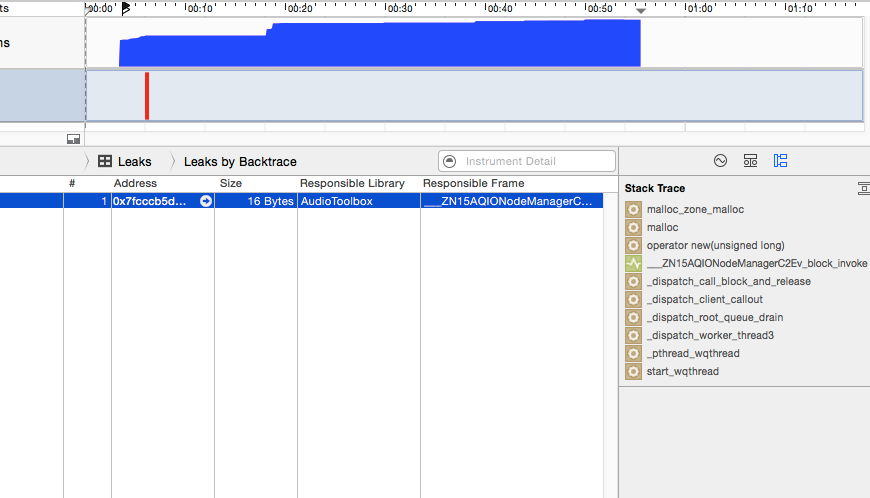 ts
00:00 00:10 00:20 00:30 00:40 00:50 01:00 01:10
ns
Leaks Leaks by Backtrace Instrument Detail
# Address Size Responsible Library Responsible Frame
1 0x7fcccb5d... 16 Bytes AudioToolbox ___ZN15AQIONodeManagerC...
Stack Trace
malloc_zone_malloc
malloc
operator new(unsigned long)
___ZN15AQIONodeManagerC2Ev_block_invoke
_dispatch_call_block_and_release
_dispatch_client_callout
_dispatch_root_queue_drain
_dispatch_worker_thread3
_pthread_wqthread
start_wqthread